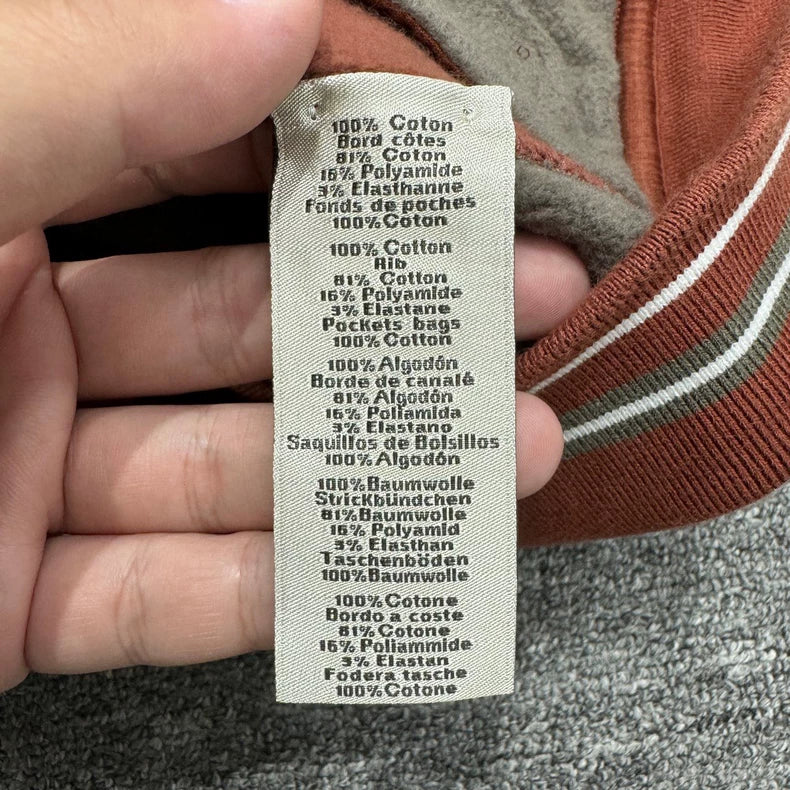 100% Coton
Bord côtes
81% Coton
16% Polyamide
3% Elasthanne
Fonds de poches
100% Coton
100% Cotton
Rib
81% Cotton
16% Polyamide
3% Elastane
Pockets bags
100% Cotton
100% Algodón
Borde de canalé
81% Algodón
16% Poliamida
3% Elastano
Saquillos de Bolsillos
100% Algodón
100% Baumwolle
StricKbündchen
81% Baumwolle
16% Polyamid
3% Elasthan
Taschenböden
100% Baumwolle
100% Cotone
Bordo a coste
81% Cotone
16% Poliammide
3% Elastan
Fodera tasche
100% Cotone